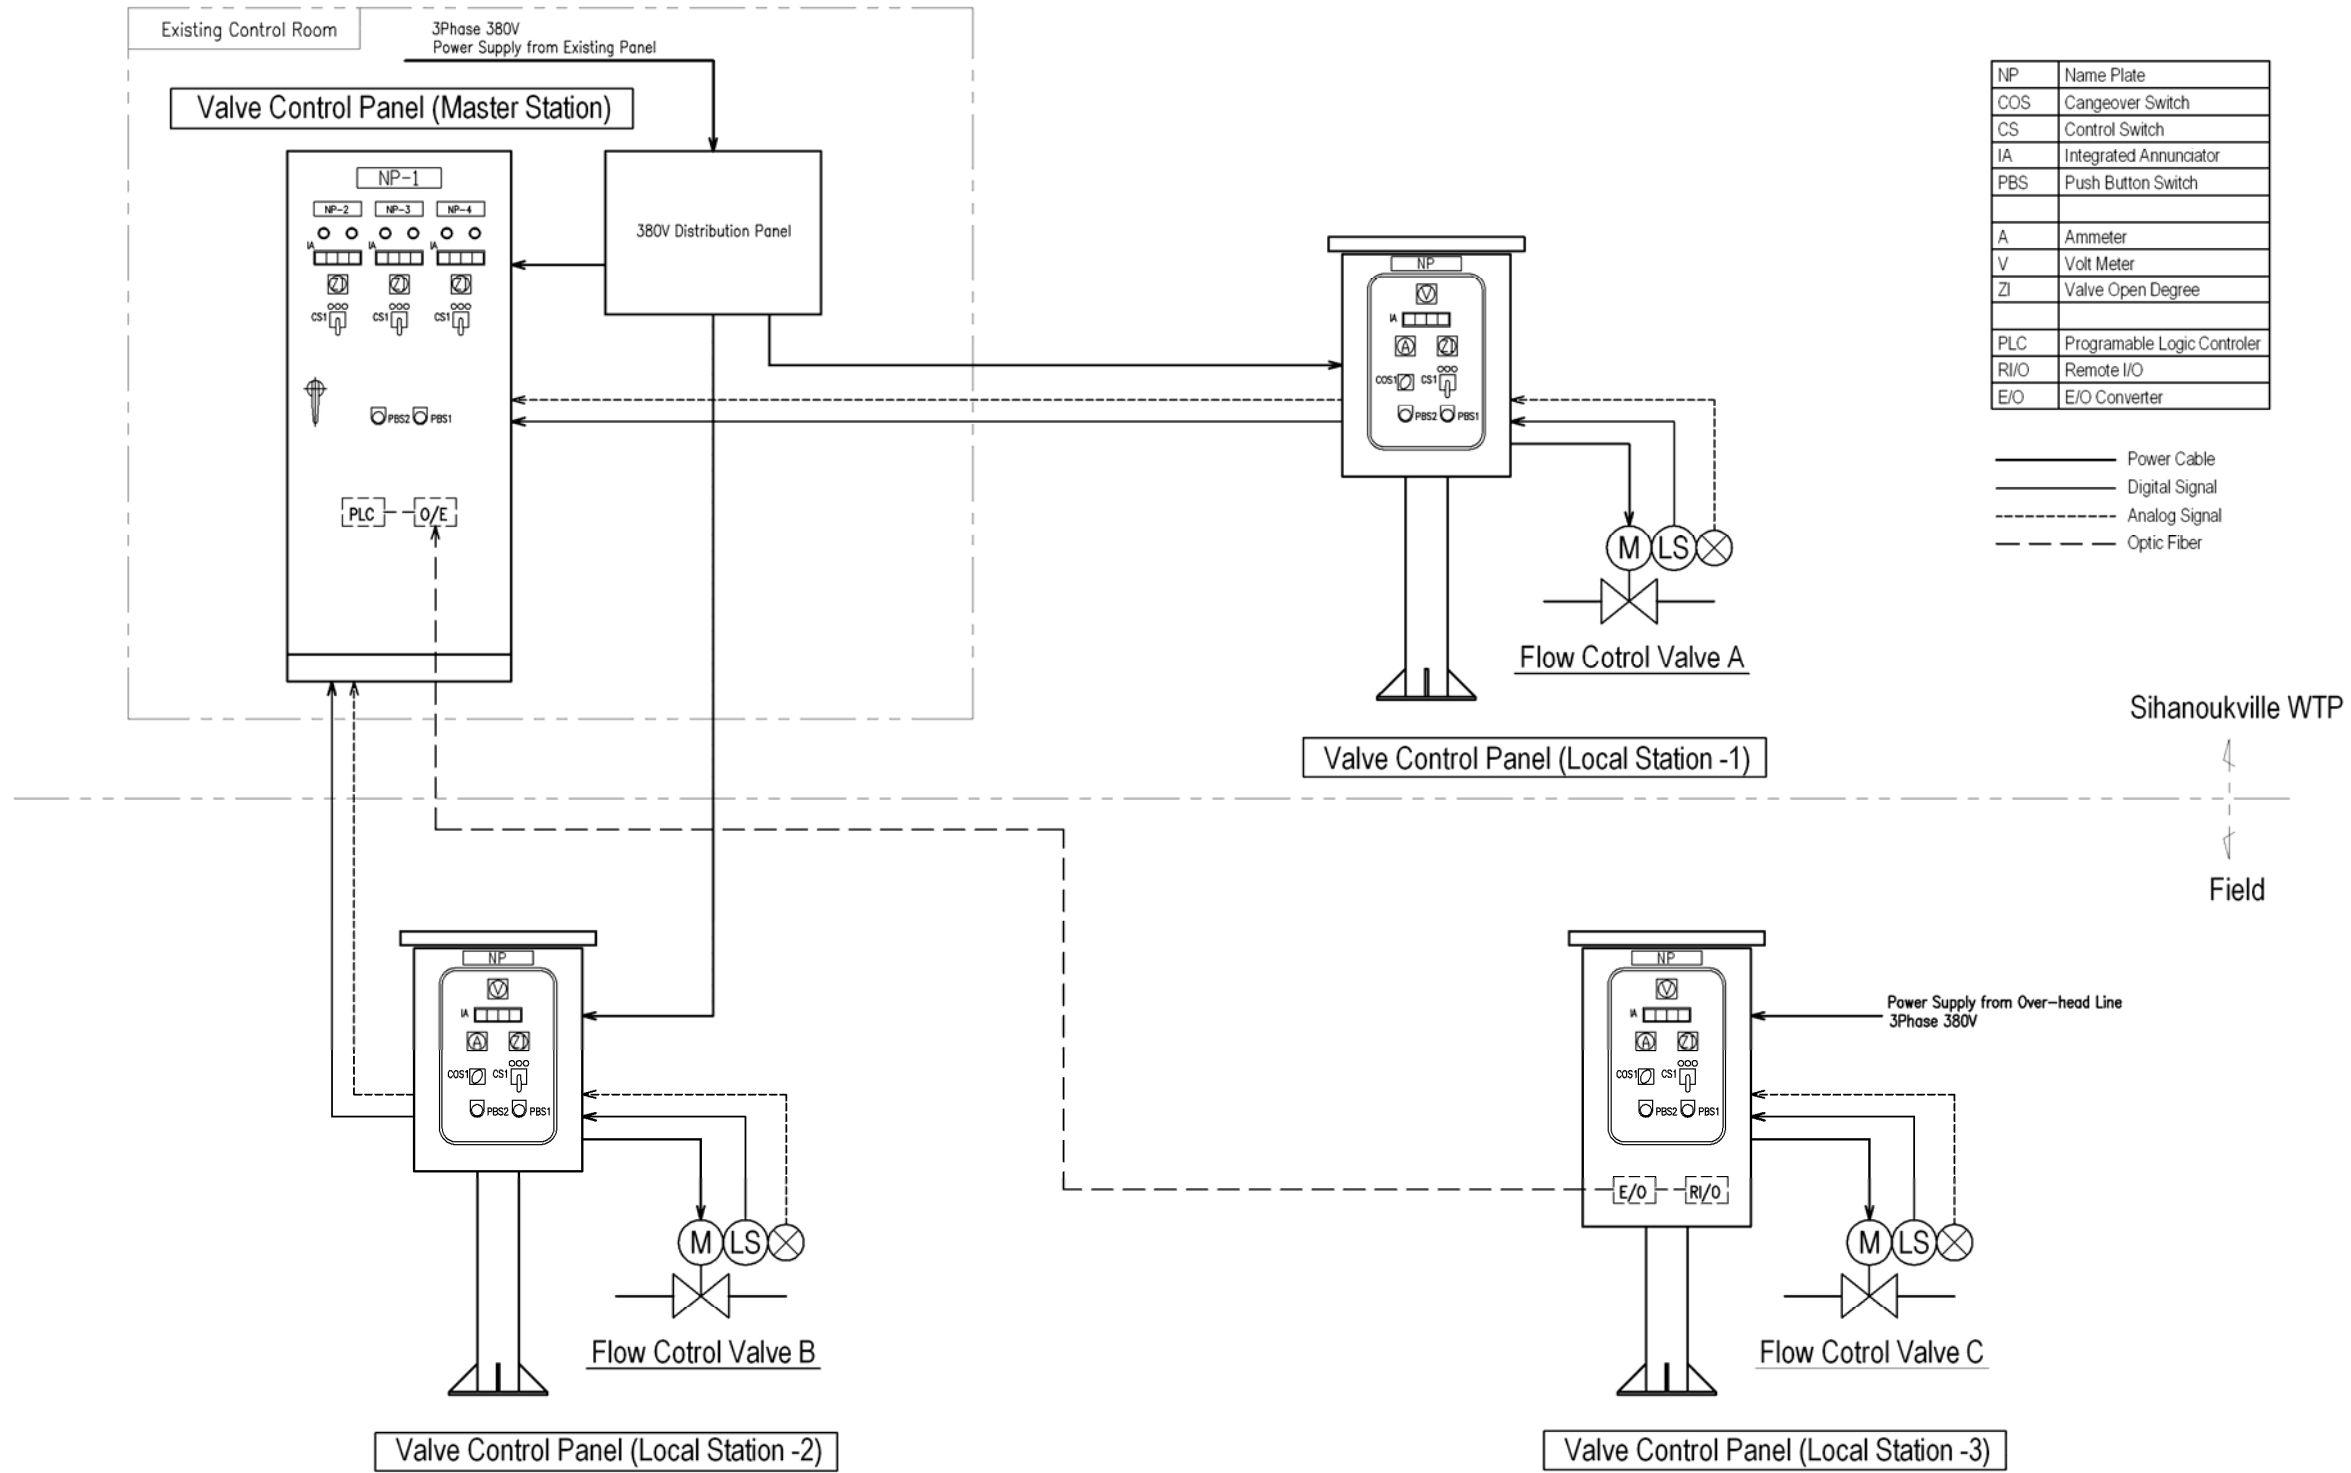 Existing Control Room
3Phase 380V
Power Supply from Existing Panel
Valve Control Panel (Master Station)
NP-1
NP-2 NP-3 NP-4
IA IA IA
ZI ZI ZI
CS1 CS1 CS1
PBS2 PBS1
PLC O/E
380V Distribution Panel
NP
V
IA
A ZI
COS1 CS1
PBS2 PBS1
M LS
Flow Cotrol Valve A
Valve Control Panel (Local Station -1)
NP Name Plate
COS Cangeover Switch
CS Control Switch
IA Integrated Annunciator
PBS Push Button Switch
A Ammeter
V Volt Meter
ZI Valve Open Degree
PLC Programable Logic Controler
RI/O Remote I/O
E/O E/O Converter
Power Cable
Digital Signal
Analog Signal
Optic Fiber
Sihanoukville WTP
Field
NP
V
IA
A ZI
COS1 CS1
PBS2 PBS1
M LS
Flow Cotrol Valve B
Valve Control Panel (Local Station -2)
NP
V
IA
A ZI
COS1 CS1
PBS2 PBS1
E/O RI/O
Power Supply from Over-head Line
3Phase 380V
M LS
Flow Cotrol Valve C
Valve Control Panel (Local Station -3)